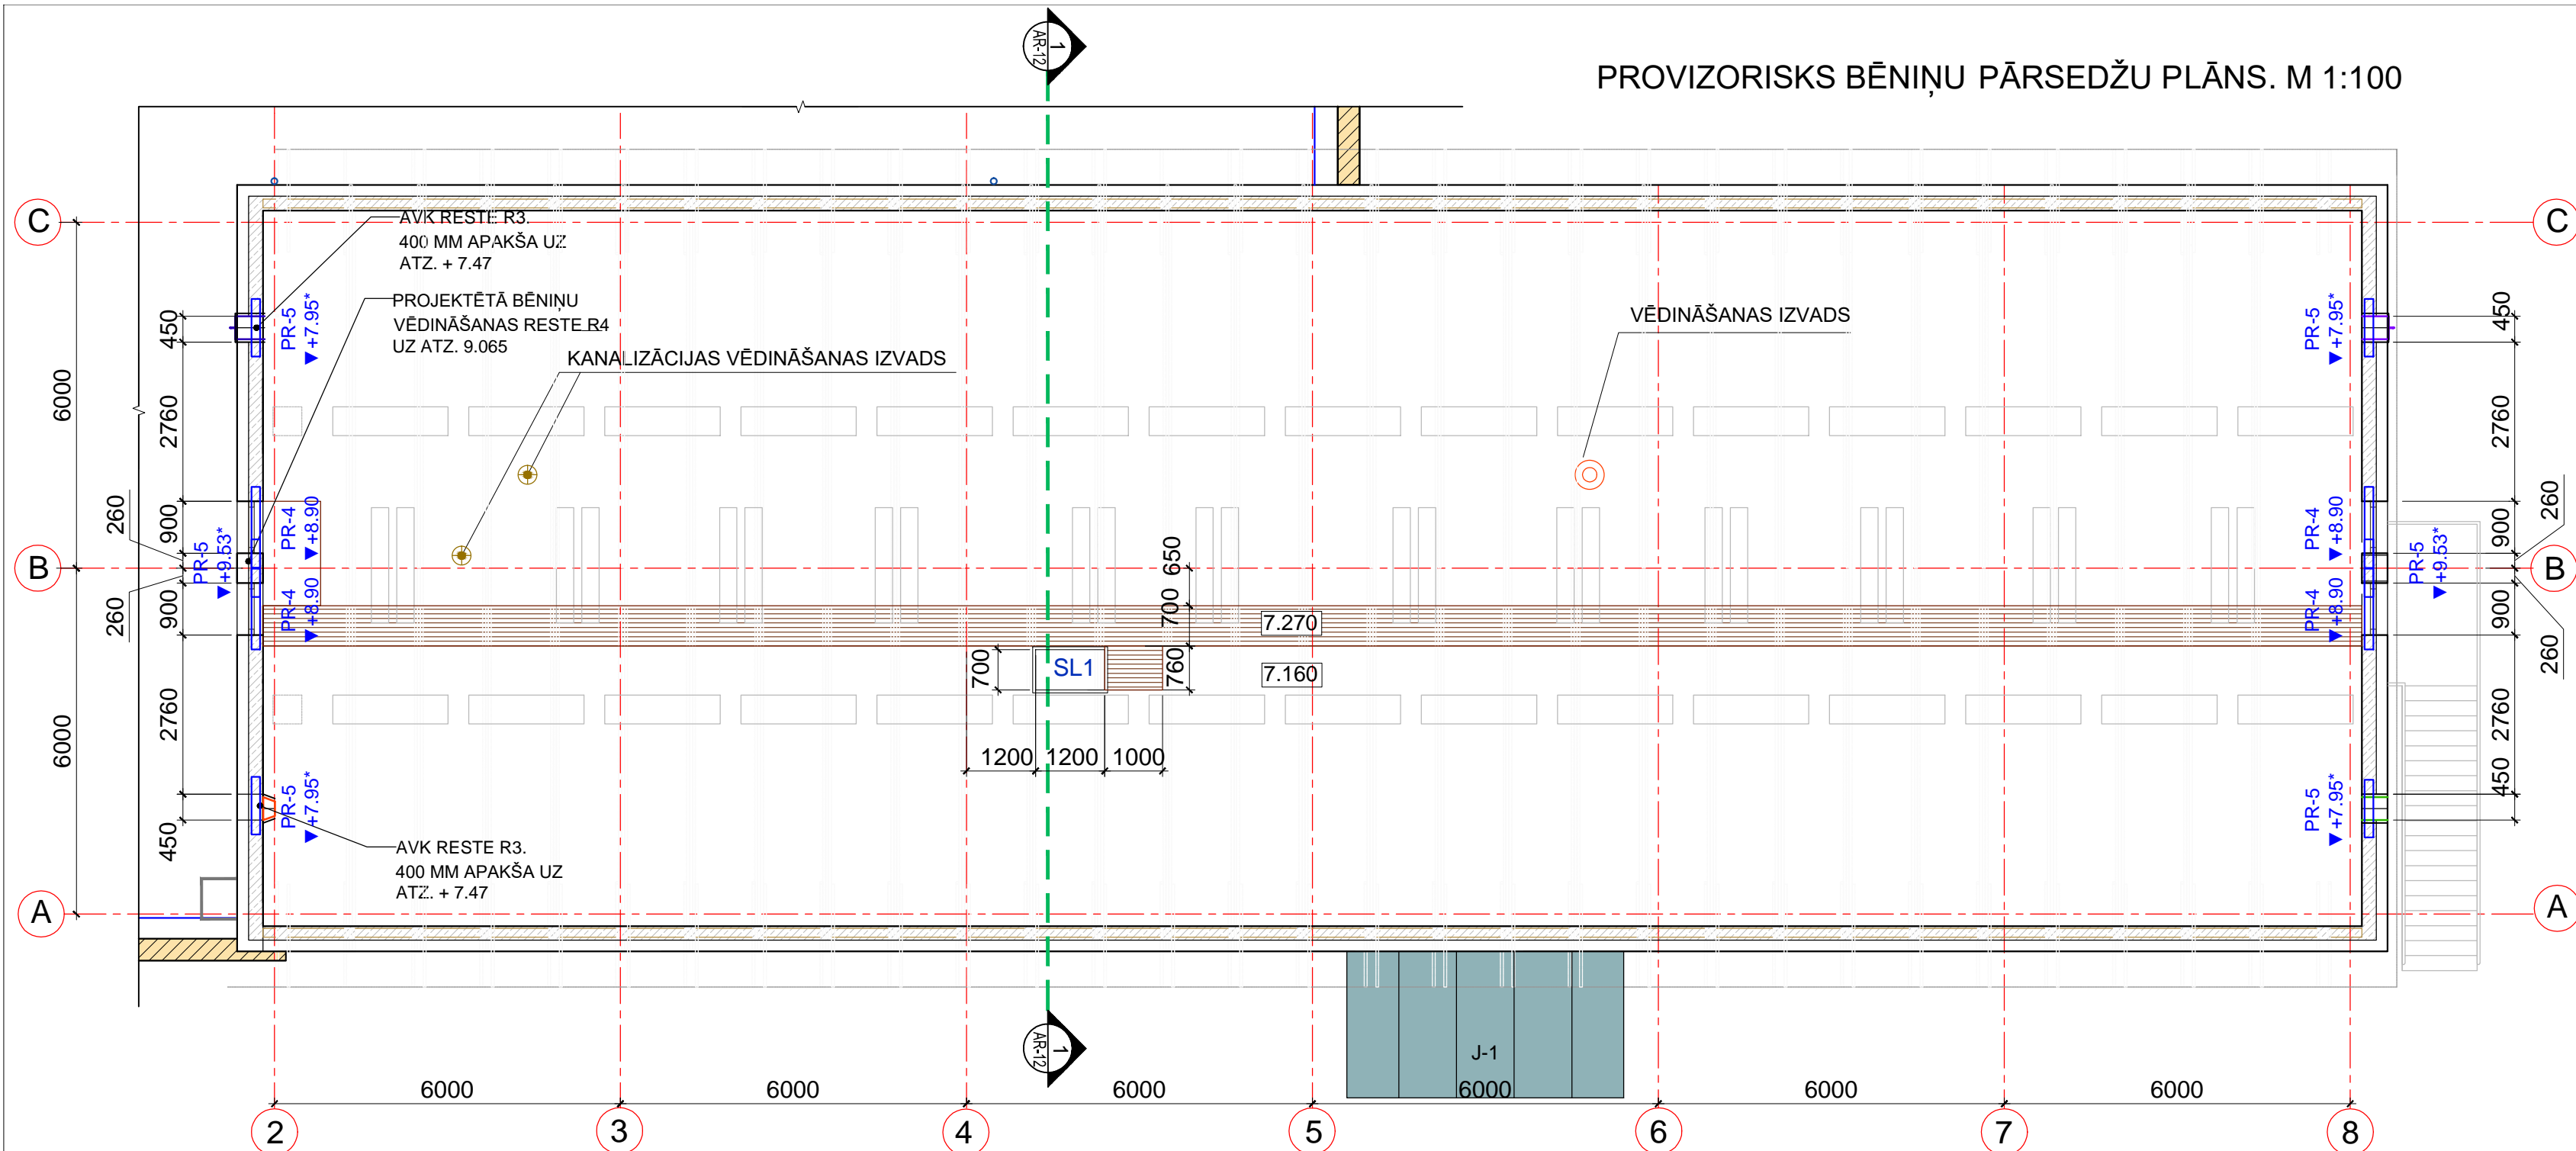 1
AR-12
PROVIZORISKS BĒNIŅU PĀRSEDŽU PLĀNS. M 1:100
C
C
AVK RESTE R3.
400 MM APAKŠA UZ
ATZ. + 7.47
PROJEKTĒTĀ BĒNIŅU
VĒDINĀŠANAS RESTE R4
UZ ATZ. 9.065
KANALIZĀCIJAS VĒDINĀŠANAS IZVADS
VĒDINĀŠANAS IZVADS
6000
450
2760
260
900
PR-5
+7.95*
PR-4
+8.90
PR-5
+9.53*
B
260
900
PR-4
+8.90
6000
2760
450
PR-5
+7.95*
AVK RESTE R3.
400 MM APAKŠA UZ
ATZ. + 7.47
A
650
700
760
700
SL1
7.270
7.160
1200
1200
1000
PR-5
+7.95*
450
2760
PR-4
+8.90
900
260
PR-5
+9.53*
B
PR-4
+8.90
900
260
2760
PR-5
+7.95*
450
A
1
AR-12
J-1
6000
6000
6000
6000
6000
6000
2
3
4
5
6
7
8